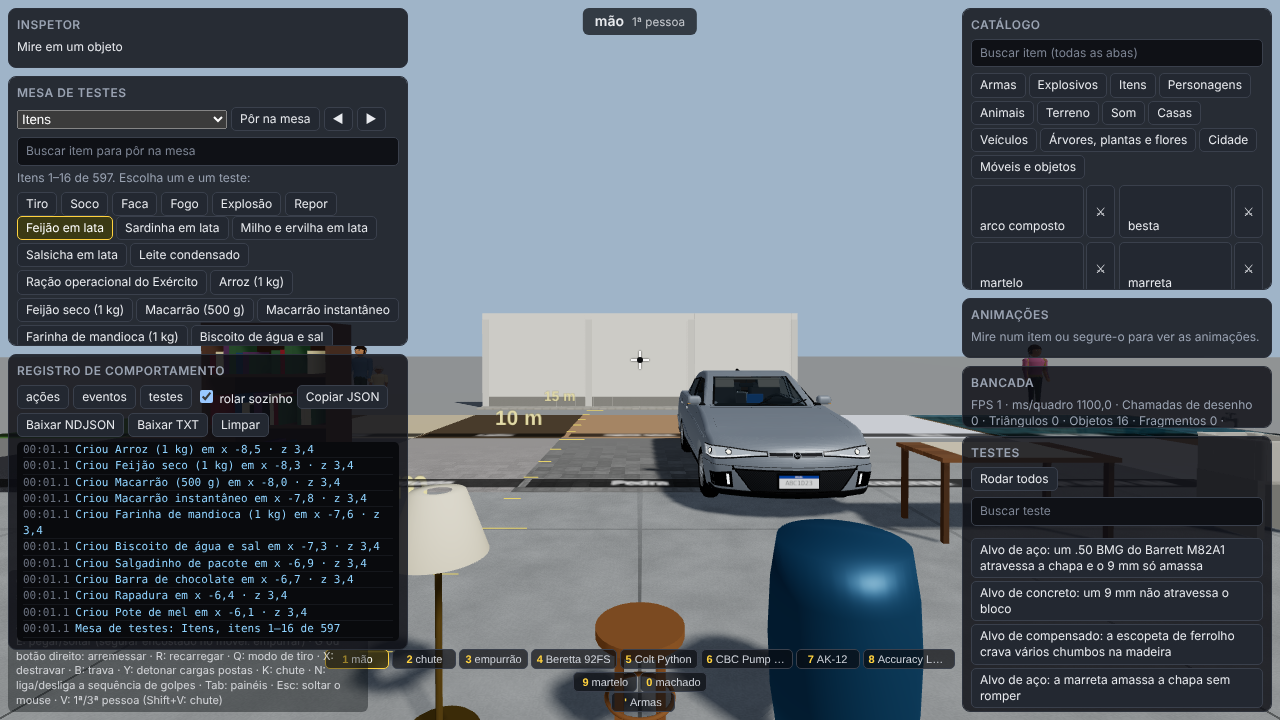 INSPETOR
Mire em um objeto
mão 1ª pessoa
MESA DE TESTES
Itens
Pôr na mesa
◀
▶
Buscar item para pôr na mesa
Itens 1–16 de 597. Escolha um e um teste:
Tiro
Soco
Faca
Fogo
Explosão
Repor
Feijão em lata
Sardinha em lata
Milho e ervilha em lata
Salsicha em lata
Leite condensado
Ração operacional do Exército
Arroz (1 kg)
Feijão seco (1 kg)
Macarrão (500 g)
Macarrão instantâneo
Farinha de mandioca (1 kg)
Biscoito de água e sal
REGISTRO DE COMPORTAMENTO
ações
eventos
testes
rolar sozinho
Copiar JSON
Baixar NDJSON
Baixar TXT
Limpar
00:01.1 Criou Arroz (1 kg) em x -8,5 · z 3,4
00:01.1 Criou Feijão seco (1 kg) em x -8,3 · z 3,4
00:01.1 Criou Macarrão (500 g) em x -8,0 · z 3,4
00:01.1 Criou Macarrão instantâneo em x -7,8 · z 3,4
00:01.1 Criou Farinha de mandioca (1 kg) em x -7,6 · z
3,4
00:01.1 Criou Biscoito de água e sal em x -7,3 · z 3,4
00:01.1 Criou Salgadinho de pacote em x -6,9 · z 3,4
00:01.1 Criou Barra de chocolate em x -6,7 · z 3,4
00:01.1 Criou Rapadura em x -6,4 · z 3,4
00:01.1 Criou Pote de mel em x -6,1 · z 3,4
00:01.1 Mesa de testes: Itens, itens 1–16 de 597
botão direito: arremessar · R: recarregar · Q: modo de tiro · X:
destravar · R: trava · Y: detonar cargas postas · K: chute · N:
liga/desliga a sequência de golpes · Tab: painéis · Esc: soltar o
mouse · V: 1ª/3ª pessoa (Shift+V: chute)
15 m
10 m
Pedra
ABC1D23
1 mão
2 chute
3 empurrão
4 Beretta 92FS
5 Colt Python
6 CBC Pump …
7 AK-12
8 Accuracy L…
9 martelo
0 machado
' Armas
CATÁLOGO
Buscar item (todas as abas)
Armas
Explosivos
Itens
Personagens
Animais
Terreno
Som
Casas
Veículos
Árvores, plantas e flores
Cidade
Móveis e objetos
arco composto
⚔
besta
⚔
martelo
⚔
marreta
⚔
ANIMAÇÕES
Mire num item ou segure-o para ver as animações.
BANCADA
FPS 1 · ms/quadro 1100,0 · Chamadas de desenho
0 · Triângulos 0 · Objetos 16 · Fragmentos 0 ·
TESTES
Rodar todos
Buscar teste
Alvo de aço: um .50 BMG do Barrett M82A1
atravessa a chapa e o 9 mm só amassa
Alvo de concreto: um 9 mm não atravessa o
bloco
Alvo de compensado: a escopeta de ferrolho
crava vários chumbos na madeira
Alvo de aço: a marreta amassa a chapa sem
romper